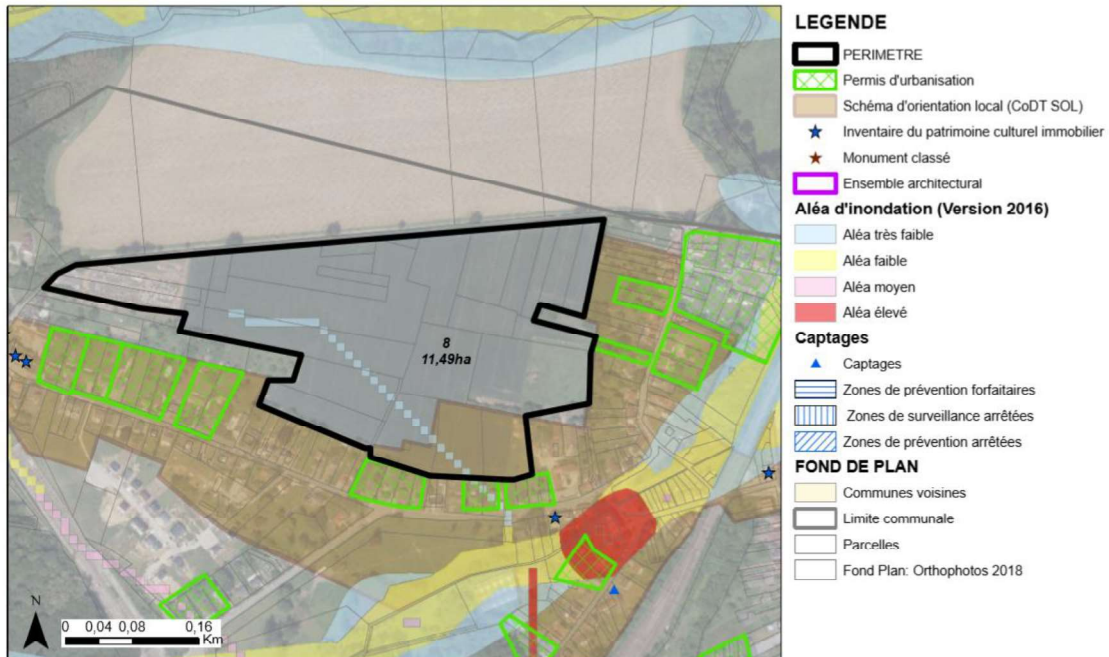 8
11,49ha
N
0 0,04 0,08 0,16
Km
LEGENDE
PERIMETRE
Permis d'urbanisation
Schéma d'orientation local (CoDT SOL)
Inventaire du patrimoine culturel immobilier
Monument classé
Ensemble architectural
Aléa d'inondation (Version 2016)
Aléa très faible
Aléa faible
Aléa moyen
Aléa élevé
Captages
Captages
Zones de prévention forfaitaires
Zones de surveillance arrêtées
Zones de prévention arrêtées
FOND DE PLAN
Communes voisines
Limite communale
Parcelles
Fond Plan: Orthophotos 2018